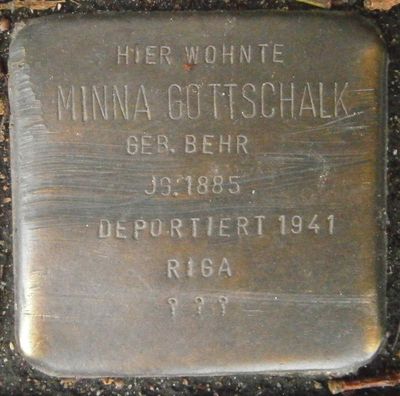 HIER WOHNTE
MINNA GOTTSCHALK
GEB. BEHR
JG. 1885
DEPORTIERT 1941
RIGA
? ? ?